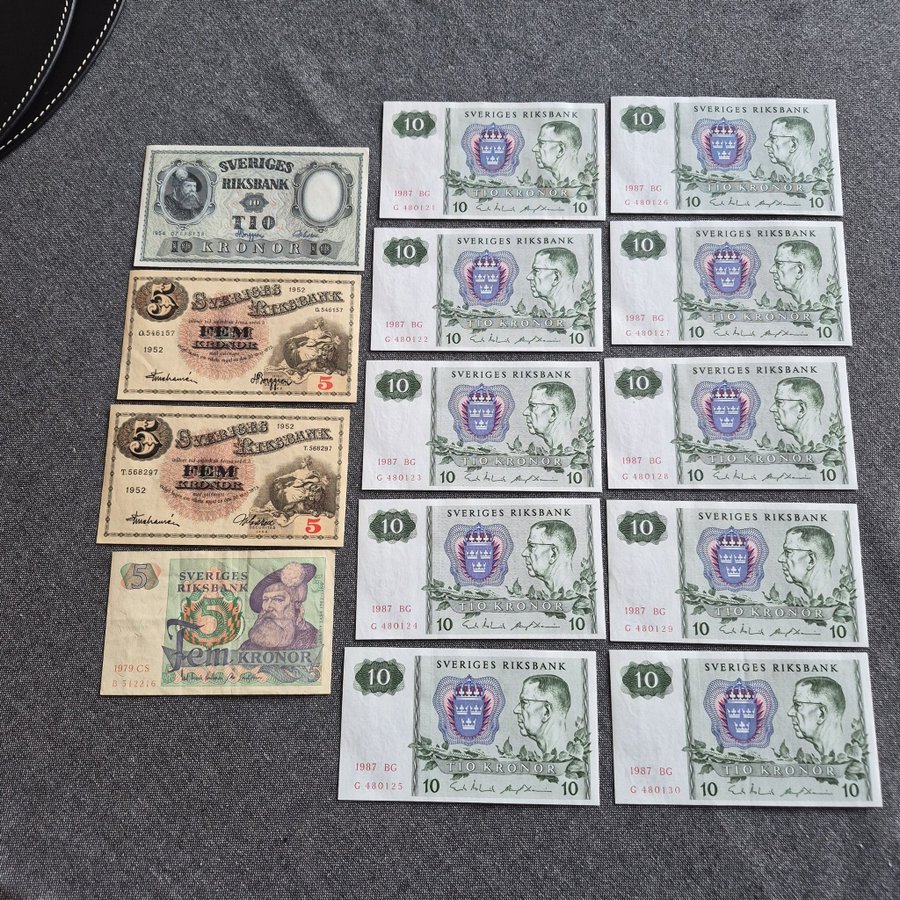 SVERIGES
RIKSBANK
10
TIO
1954
10 KRONOR 10
5
SVERIGES
RIKSBANK
1952
G.546157
G.546157
FEM
KRONOR
1952
5
5
SVERIGES
RIKSBANK
1952
T.568297
T.568297
FEM
KRONOR
1952
5
5
SVERIGES
RIKSBANK
5
Fem KRONOR
1979 CS
B 512216
10
SVERIGES RIKSBANK
1987 BG
TIO KRONOR
G 480121
10 10
10
SVERIGES RIKSBANK
1987 BG
TIO KRONOR
G 480122
10 10
10
SVERIGES RIKSBANK
1987 BG
TIO KRONOR
G 480123
10 10
10
SVERIGES RIKSBANK
1987 BG
TIO KRONOR
G 480124
10 10
10
SVERIGES RIKSBANK
1987 BG
TIO KRONOR
G 480125
10 10
10
SVERIGES RIKSBANK
1987 BG
TIO KRONOR
G 480126
10 10
10
SVERIGES RIKSBANK
1987 BG
TIO KRONOR
G 480127
10 10
10
SVERIGES RIKSBANK
1987 BG
TIO KRONOR
G 480128
10 10
10
SVERIGES RIKSBANK
1987 BG
TIO KRONOR
G 480129
10 10
10
SVERIGES RIKSBANK
1987 BG
TIO KRONOR
G 480130
10 10